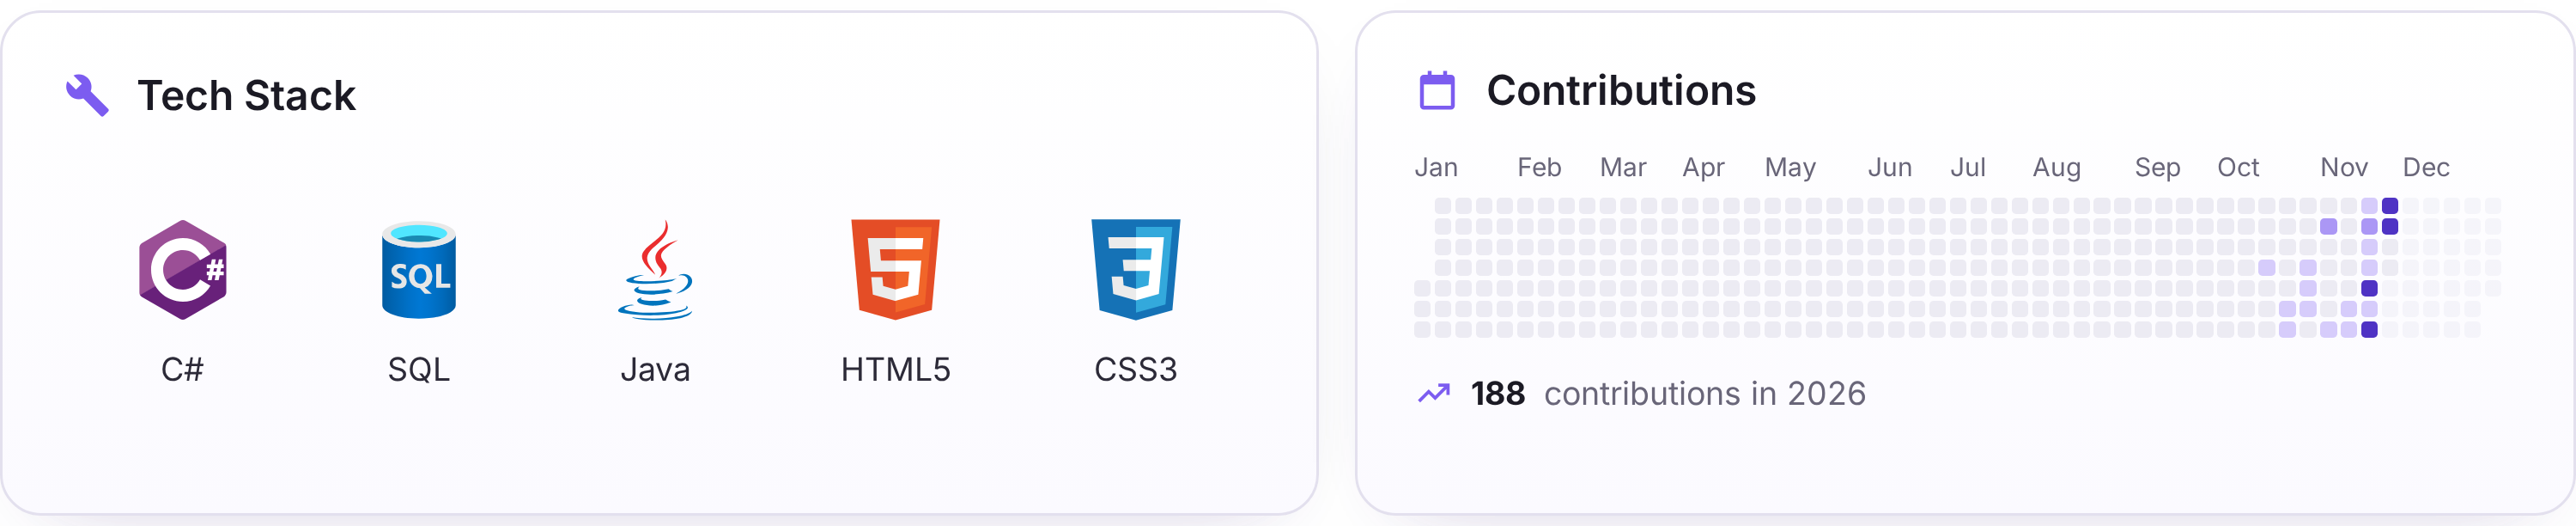 Tech Stack
C#
SQL
C#
SQL
Java
HTML5
CSS3
Contributions
Jan Feb Mar Apr May Jun Jul Aug Sep Oct Nov Dec
188 contributions in 2026